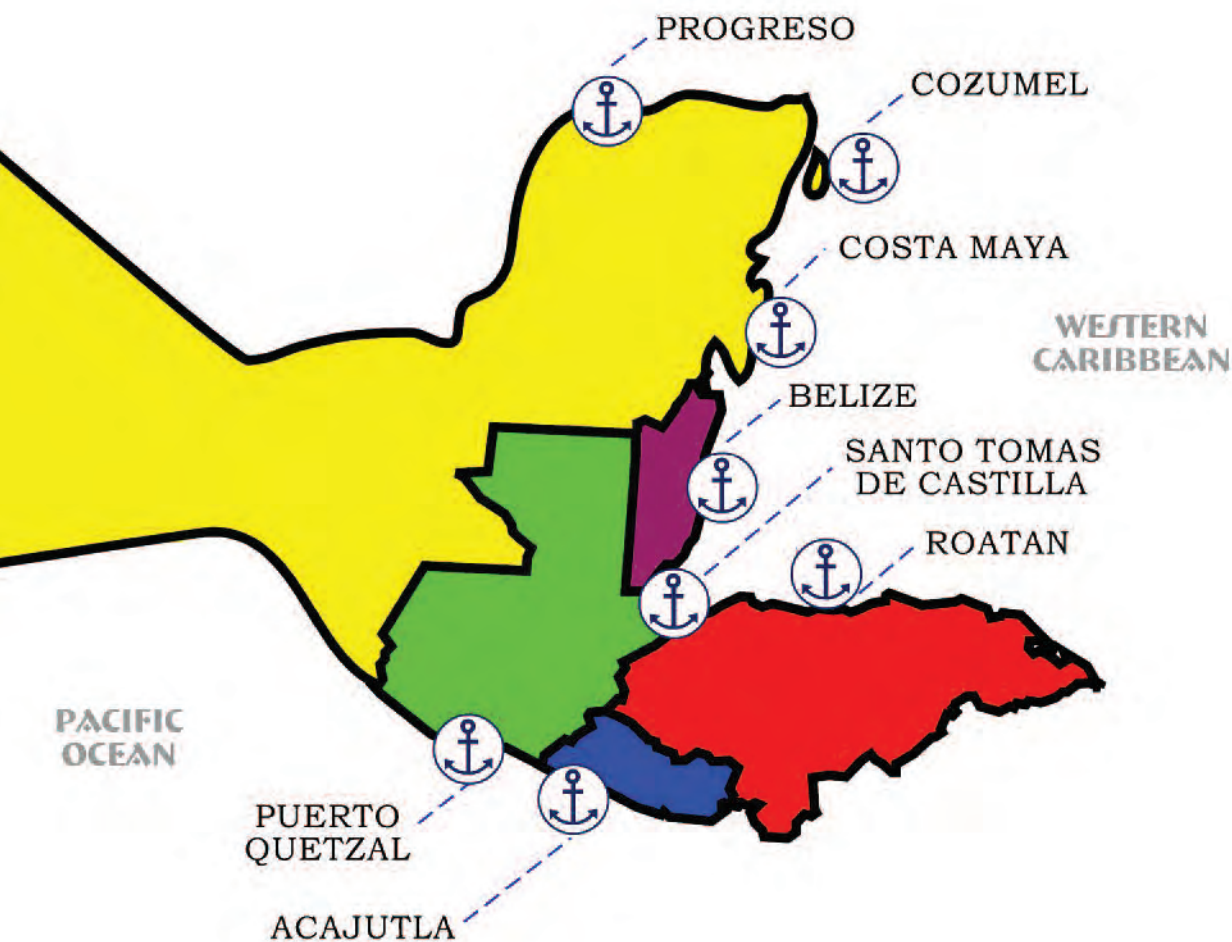 PROGRESO
COZUMEL
COSTA MAYA
WESTERN
CARIBBEAN
BELIZE
SANTO TOMAS
DE CASTILLA
ROATAN
PACIFIC
OCEAN
PUERTO
QUETZAL
ACAJUTLA